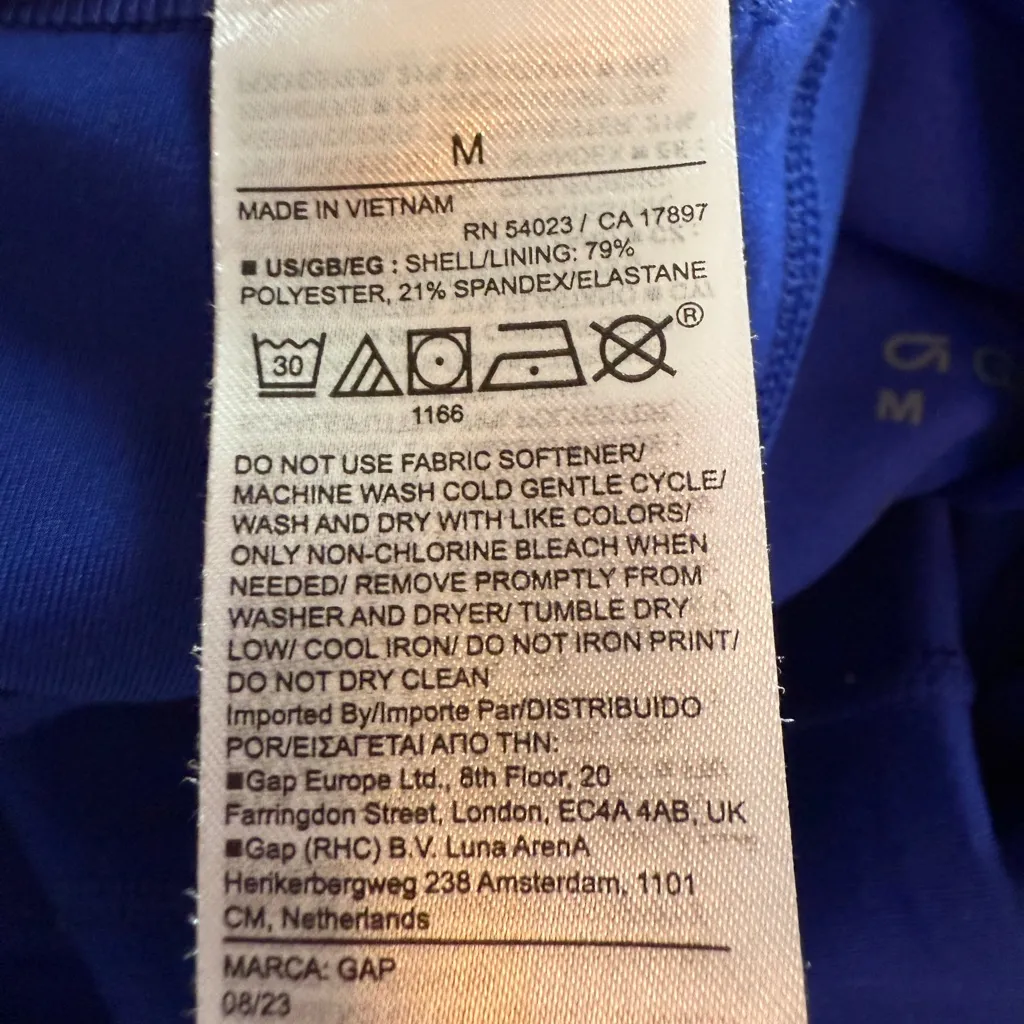 M
MADE IN VIETNAM
RN 54023 / CA 17897
■ US/GB/EG : SHELL/LINING: 79%
POLYESTER, 21% SPANDEX/ELASTANE
30
®
1166
DO NOT USE FABRIC SOFTENER/
MACHINE WASH COLD GENTLE CYCLE/
WASH AND DRY WITH LIKE COLORS/
ONLY NON-CHLORINE BLEACH WHEN
NEEDED/ REMOVE PROMPTLY FROM
WASHER AND DRYER/ TUMBLE DRY
LOW/ COOL IRON/ DO NOT IRON PRINT/
DO NOT DRY CLEAN
Imported By/Importe Par/DISTRIBUIDO
POR/ΕΙΣΑΓΕΤΑΙ ΑΠΟ ΤΗΝ:
■Gap Europe Ltd., 8th Floor, 20
Farringdon Street, London, EC4A 4AB, UK
■Gap (RHC) B.V. Luna ArenA
Herikerbergweg 238 Amsterdam, 1101
CM, Netherlands
MARCA: GAP
08/23
M